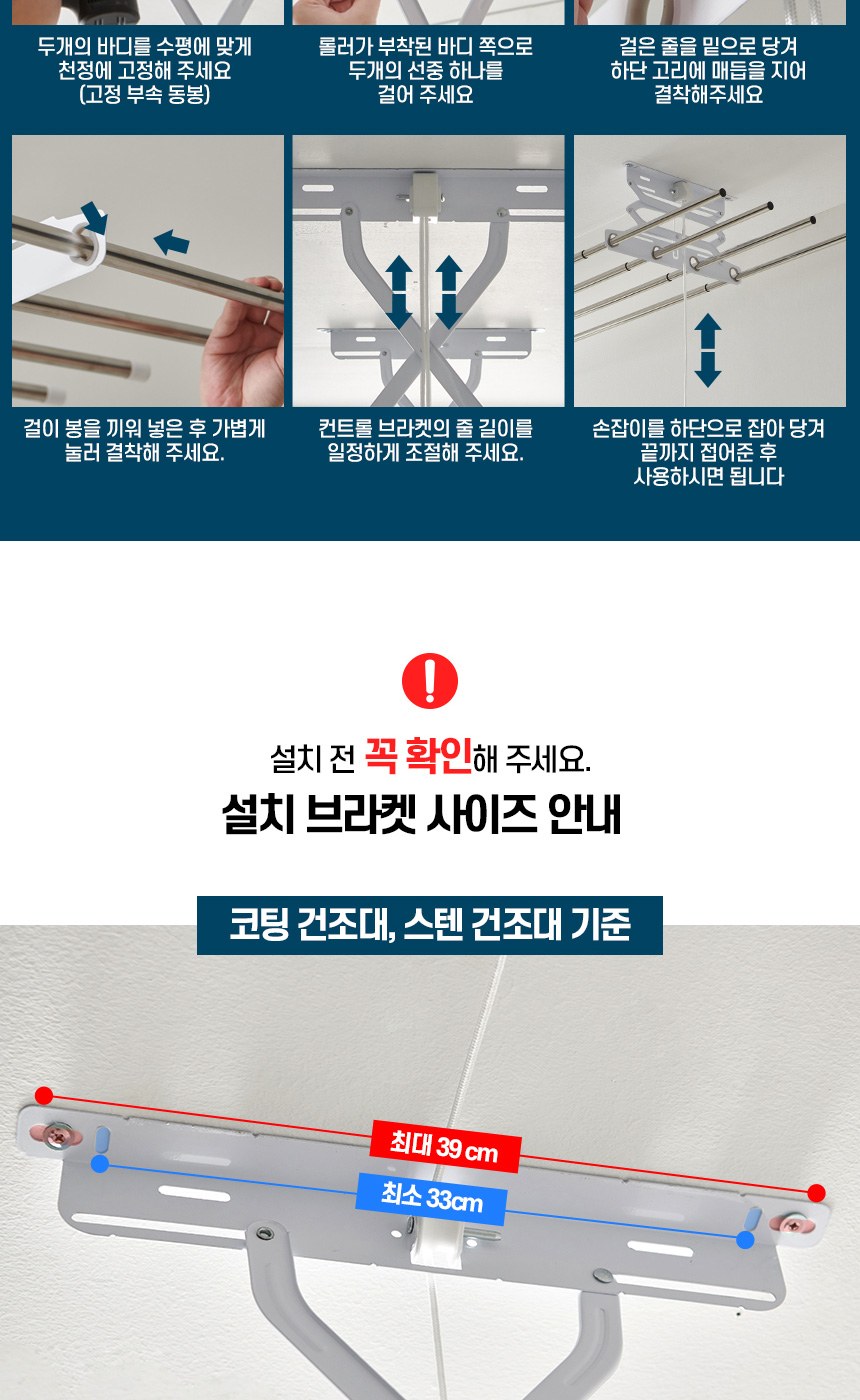 두개의 바디를 수평에 맞게
천정에 고정해 주세요
(고정 부속 동봉)
롤러가 부착된 바디 쪽으로
두개의 선중 하나를
걸어 주세요
걸은 줄을 밑으로 당겨
하단 고리에 매듭을 지어
결착해주세요
걸이 봉을 끼워 넣은 후 가볍게
눌러 결착해 주세요.
컨트롤 브라켓의 줄 길이를
일정하게 조절해 주세요.
손잡이를 하단으로 잡아 당겨
끝까지 접어준 후
사용하시면 됩니다
설치 전 꼭 확인해 주세요.
설치 브라켓 사이즈 안내
코팅 건조대, 스텐 건조대 기준
최대 39 cm
최소 33cm